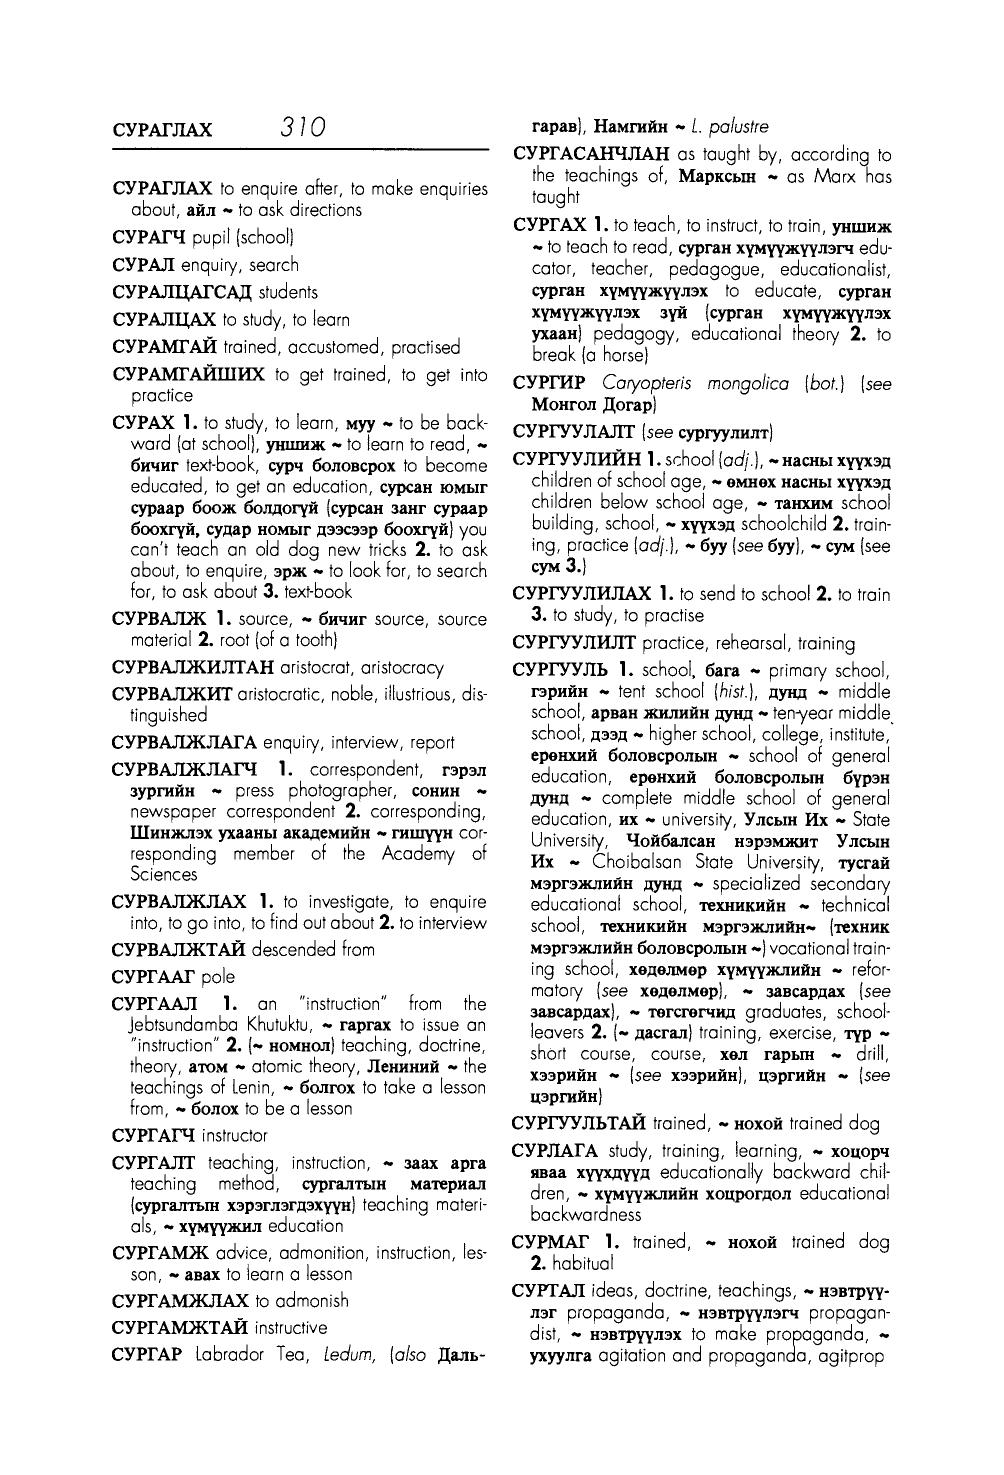 СУРАГЛАХ 310
СУРАГЛАХ to enquire after, to make enquiries
about, айл ~ to ask directions
СУРАГЧ pupil (school)
СУРАЛ enquiry, search
СУРАЛЦАГСАД students
СУРАЛЦАХ to study, to learn
СУРАМГАЙ trained, accustomed, practised
СУРАМГАЙШИХ to get trained, to get into
practice
СУРАХ 1. to study, to learn, муу ~ to be back-
ward (at school), уншиж ~ to learn to read, ~
бичиг text-book, сурч боловсрох to become
educated, to get an education, сурсан юмыг
сураар боож болдогүй (сурсан занг сураар
боохгүй, судар номыг дээсээр боохгүй) you
can't teach an old dog new tricks 2. to ask
about, to enquire, эрж ~ to look for, to search
for, to ask about 3. text-book
СУРВАЛЖ 1. source, ~ бичиг source, source
material 2. root (of a tooth)
СУРВАЛЖИЛТАН aristocrat, aristocracy
СУРВАЛЖИТ aristocratic, noble, illustrious, dis-
tinguished
СУРВАЛЖЛАГА enquiry, interview, report
СУРВАЛЖЛАГЧ 1. correspondent, гэрэл
зургийн ~ press photographer, сонин ~
newspaper correspondent 2. corresponding,
Шинжлэх ухааны академийн ~ гишүүн cor-
responding member of the Academy of
Sciences
СУРВАЛЖЛАХ 1. to investigate, to enquire
into, to go into, to find out about 2. to interview
СУРВАЛЖТАЙ descended from
СУРГААГ pole
СУРГААЛ 1. an "instruction" from the
Jebtsundamba Khutuktu, ~ гаргах to issue an
"instruction" 2. (~ номнол) teaching, doctrine,
theory, атом ~ atomic theory, Лениний ~ the
teachings of Lenin, ~ болгох to take a lesson
from, ~ болох to be a lesson
СУРГАГЧ instructor
СУРГАЛТ teaching, instruction, ~ заах арга
teaching method, сургалтын материал
(сургалтын хэрэглэгдэхүүн) teaching materi-
als, ~ хүмүүжил education
СУРГАМЖ advice, admonition, instruction, les-
son, ~ авах to learn a lesson
СУРГАМЖЛАХ to admonish
СУРГАМЖТАЙ instructive
СУРГАР Labrador Tea, Ledum, (also Даль-
гарав), Намгийн ~ L. palustre
СУРГАСАНЧЛАН as taught by, according to
the teachings of, Марксын ~ as Marx has
taught
СУРГАХ 1. to teach, to instruct, to train, уншиж
~ to teach to read, сурган хүмүүжүүлэгч edu-
cator, teacher, pedagogue, educationalist,
сурган хүмүүжүүлэх to educate, сурган
хүмүүжүүлэх зүй (сурган хүмүүжүүлэх
ухаан) pedagogy, educational theory 2. to
break (a horse)
СУРГИР Caryopteris mongolica (bot.) (see
Монгол Догар)
СУРГУУЛАЛТ (see сургуулилт)
СУРГУУЛИЙН 1. school (adj.), ~ насны хүүхэд
children of school age, ~ өмнөх насны хүүхэд
children below school age, ~ танхим school
building, school, ~ хүүхэд schoolchild 2. train-
ing, practice (adj.), ~ буу (see буу), ~ сум (see
сум 3.)
СУРГУУЛИЛАХ 1. to send to school 2. to train
3. to study, to practise
СУРГУУЛИЛТ practice, rehearsal, training
СУРГУУЛЬ 1. school, бага ~ primary school,
гэрийн ~ tent school (hist.), дунд ~ middle
school, арван жилийн дунд ~ ten-year middle
school, дээд ~ higher school, college, institute,
ерөнхий боловсролын ~ school of general
education, ерөнхий боловсролын бүрэн
дунд ~ complete middle school of general
education, их ~ university, Улсын Их ~ State
University, Чойбалсан нэрэмжит Улсын
Их ~ Choibalsan State University, тусгай
мэргэжлийн дунд ~ specialized secondary
educational school, техникийн ~ technical
school, техникийн мэргэжлийн~ (техник
мэргэжлийн боловсролын ~) vocational train-
ing school, хөдөлмөр хүмүүжлийн ~ refor-
matory (see хөдөлмөр), ~ завсардах (see
завсардах), ~ төгсгөгчид graduates, school-
leavers 2. (~ дасгал) training, exercise, түр ~
short course, course, хөл гарын ~ drill,
хээрийн ~ (see хээрийн), цэргийн ~ (see
цэргийн)
СУРГУУЛЬТАЙ trained, ~ нохой trained dog
СУРЛАГА study, training, learning, ~ хоцорч
яваа хүүхдүүд educationally backward chil-
dren, ~ хүмүүжлийн хоцрогдол educational
backwardness
СУРМАГ 1. trained, ~ нохой trained dog
2. habitual
СУРТАЛ ideas, doctrine, teachings, ~ нэвтрүү-
лэг propaganda, ~ нэвтрүүлэгч propagan-
dist, ~ нэвтрүүлэх to make propaganda, ~
ухуулга agitation and propaganda, agitprop